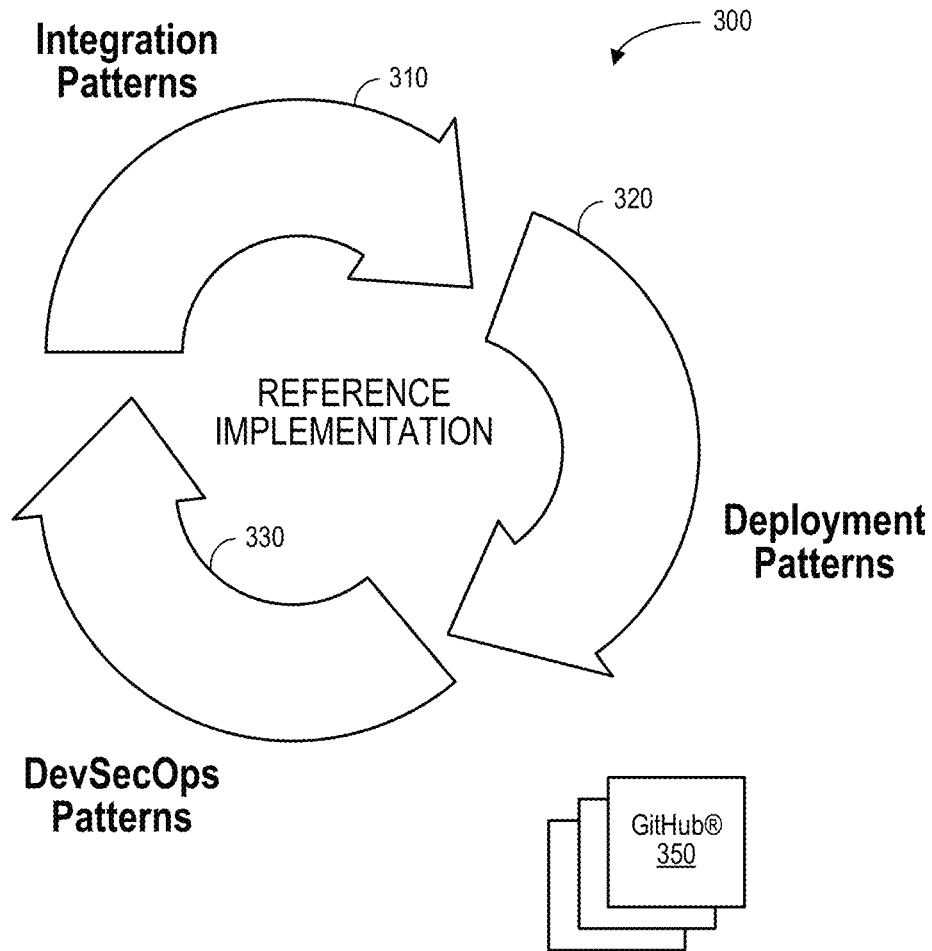 Integration
Patterns
300
310
320
REFERENCE
IMPLEMENTATION
Deployment
Patterns
330
DevSecOps
Patterns
GitHub®
350